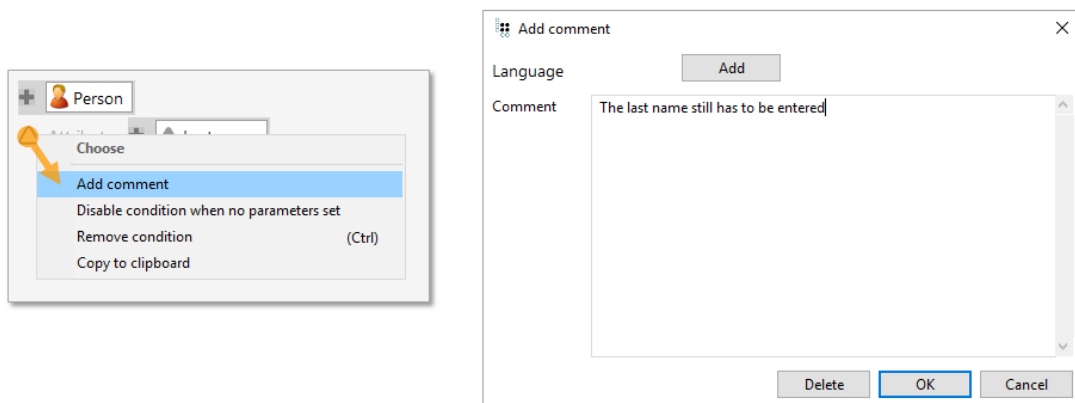 Person
Choose
Add comment
Disable condition when no parameters set
Remove condition (Ctrl)
Copy to clipboard
Add comment
Language Add
Comment The last name still has to be entered
Delete OK Cancel